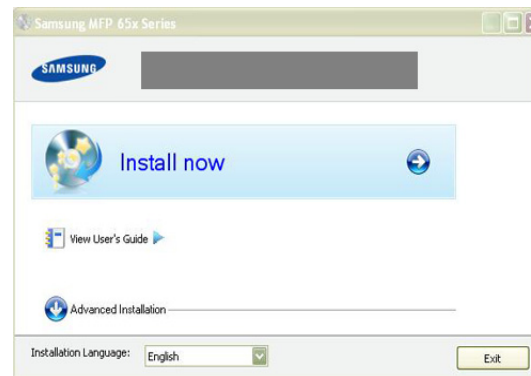 Samsung MFP 65x Series
SAMSUNG
Install now
View User's Guide
Advanced Installation
Installation Language: English
Exit